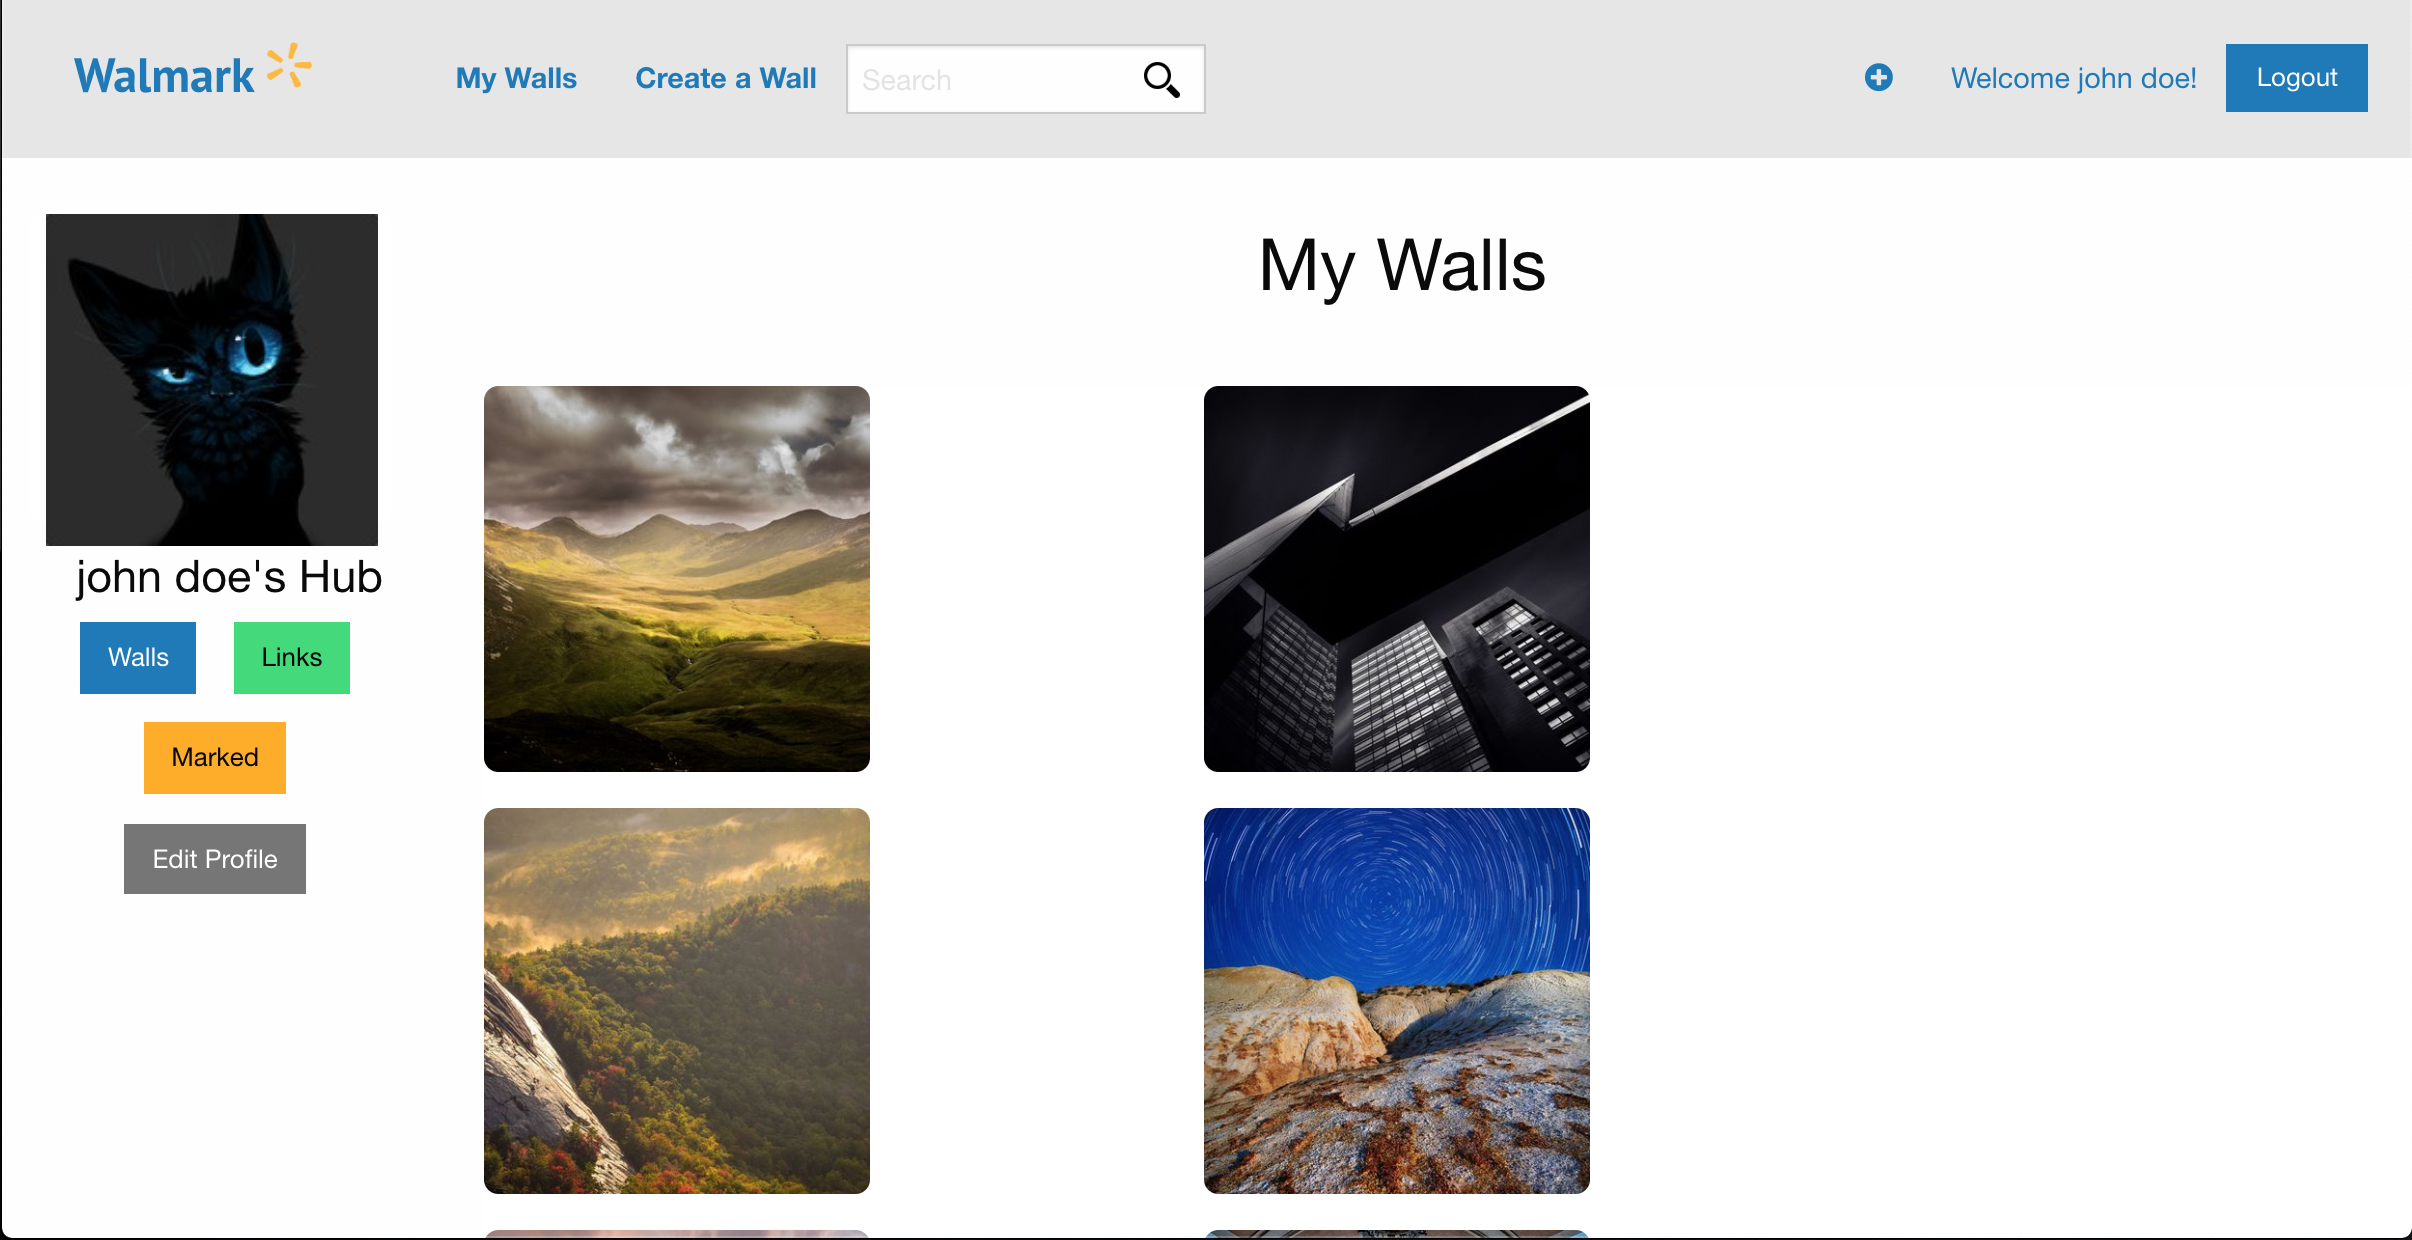 Walmark
My Walls
Create a Wall
Search
Welcome john doe!
Logout
My Walls
john doe's Hub
Walls
Links
Marked
Edit Profile